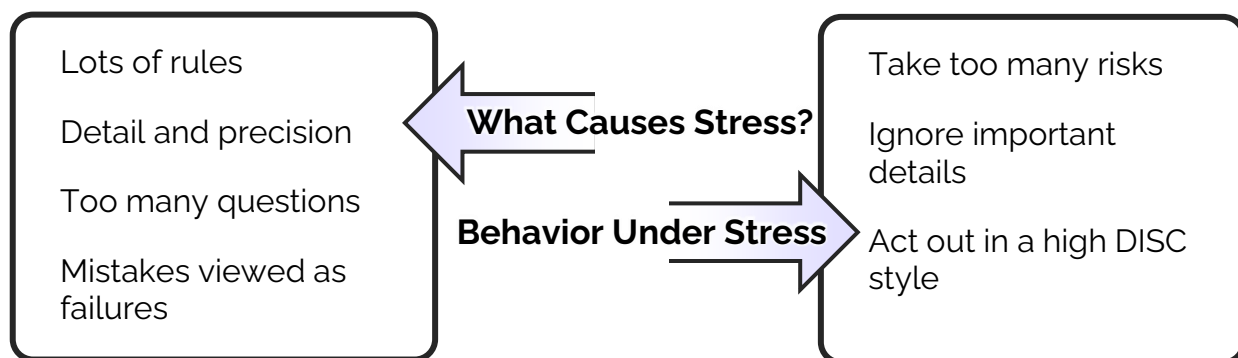 Lots of rules
Detail and precision
Too many questions
Mistakes viewed as
failures
What Causes Stress?
Behavior Under Stress
Take too many risks
Ignore important
details
Act out in a high DISC
style